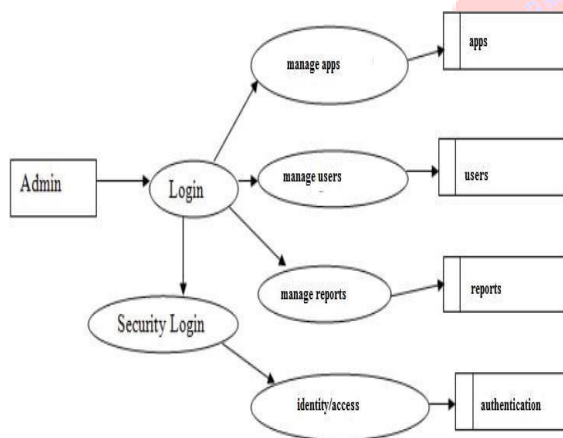 manage apps
apps
Admin
Login
manage users
users
manage reports
reports
Security Login
identity/access
authentication